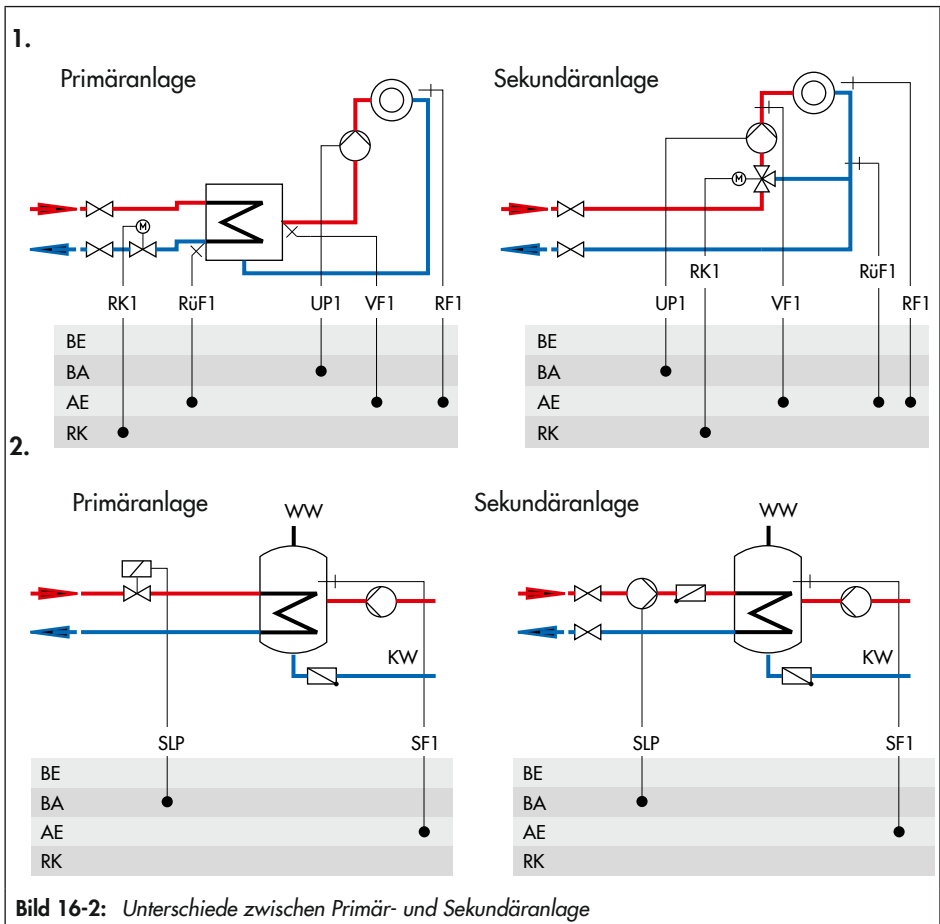 1.
Primäranlage
Sekundäranlage
M
M
RK1
RüF1
UP1
VF1
RF1
BE
BA
AE
RK
UP1
RK1
VF1
RüF1
RF1
BE
BA
AE
RK
2.
Primäranlage
WW
KW
SLP
SF1
BE
BA
AE
RK
Sekundäranlage
WW
KW
SLP
SF1
BE
BA
AE
RK
Bild 16-2: Unterschiede zwischen Primär- und Sekundäranlage